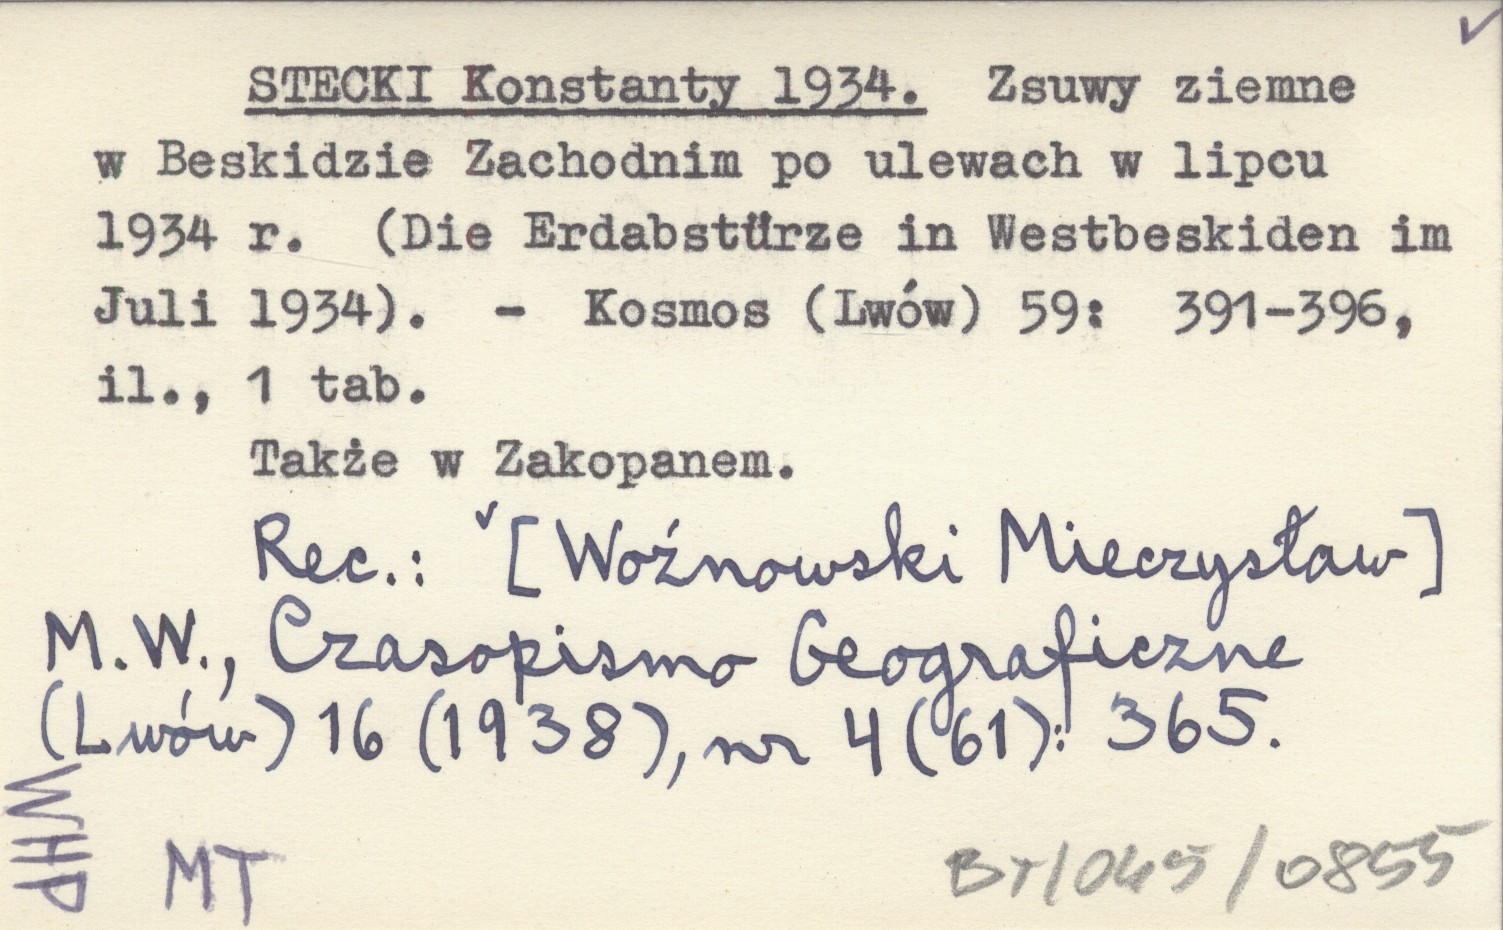 STECKI Konstanty 1934. Zsuwy ziemne
w Beskidzie Zachodnim po ulewach w lipcu
1934 r. (Die Erdabstürze in Westbeskiden im
Juli 1934). - Kosmos (Lwów) 59: 391-396,
il., 1 tab.
Także w Zakopanem.
Rec.: ✓ [Woźnowski Mieczysław]
M.W., Czasopismo Geograficzne
(Lwów) 16 (1938), nr 4 (61): 365.
WHP
MT
BT/045/0855